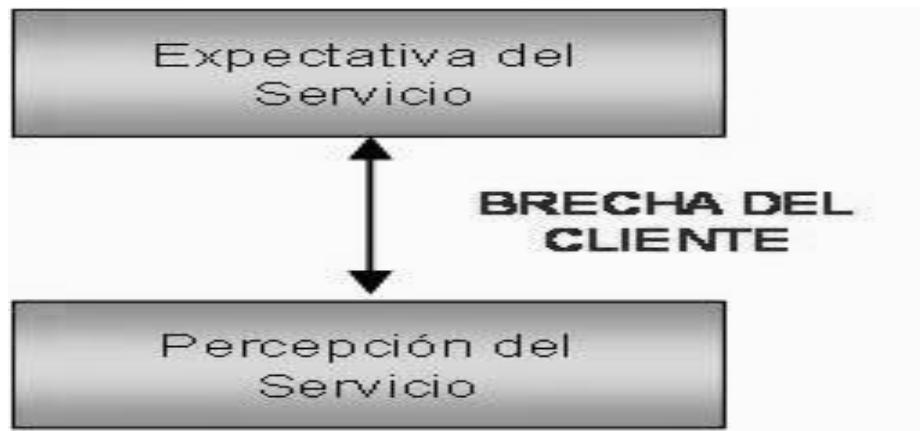 Expectativa del
Servicio
BRECHA DEL
CLIENTE
Percepción del
Servicio